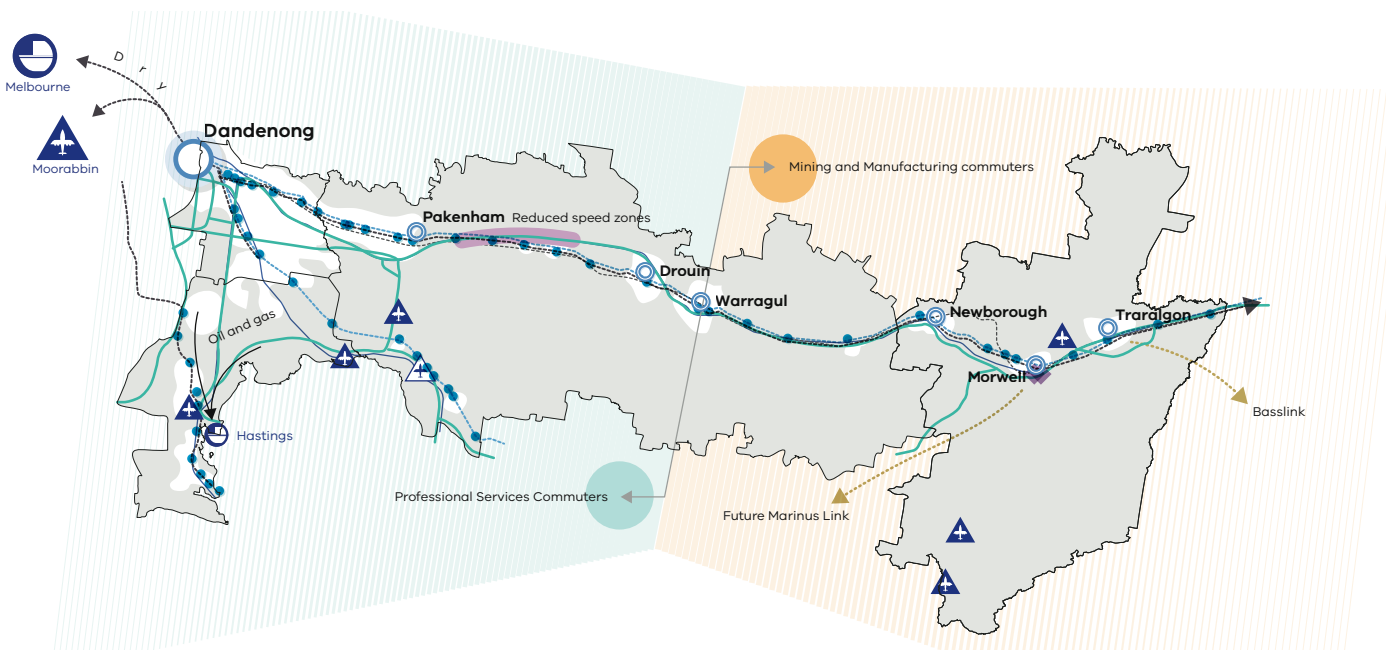 Dry
Melbourne
Moorabbin
Dandenong
Mining and Manufacturing commuters
Pakenham Reduced speed zones
Drouin
Warragul
Newborough
Traralgon
Oil and gas
Morwell
Basslink
Hastings
Professional Services Commuters
Future Marinus Link